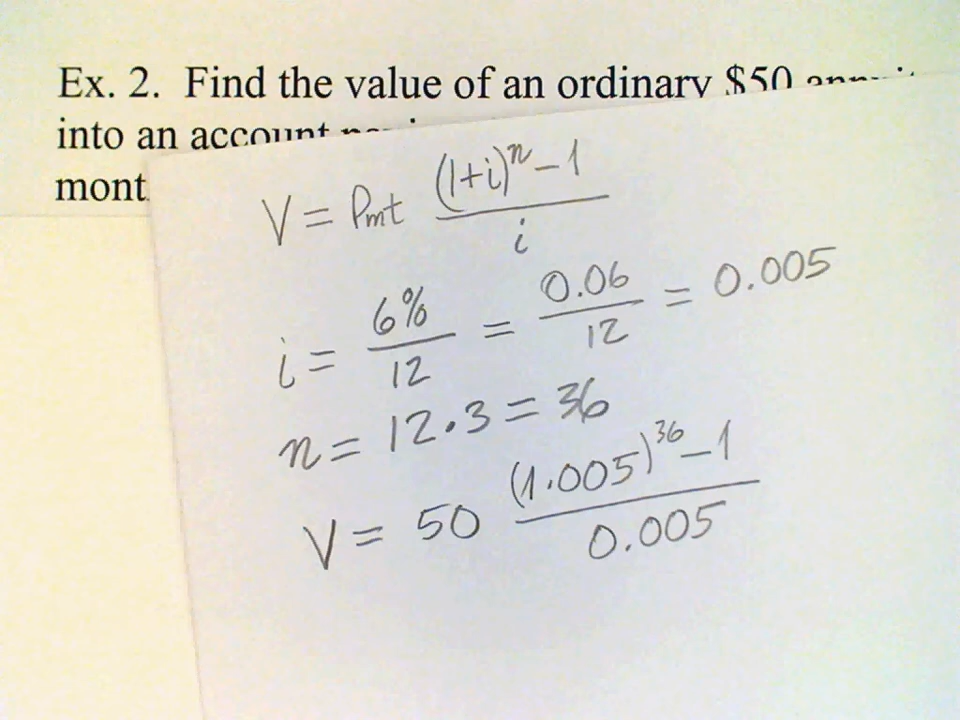 Ex. 2. Find the value of an ordinary $50
into an account
V = Pmt ((1+i)^n - 1) / i
i = 6% / 12 = 0.06 / 12 = 0.005
n = 12 · 3 = 36
V = 50 ((1.005)^36 - 1) / 0.005